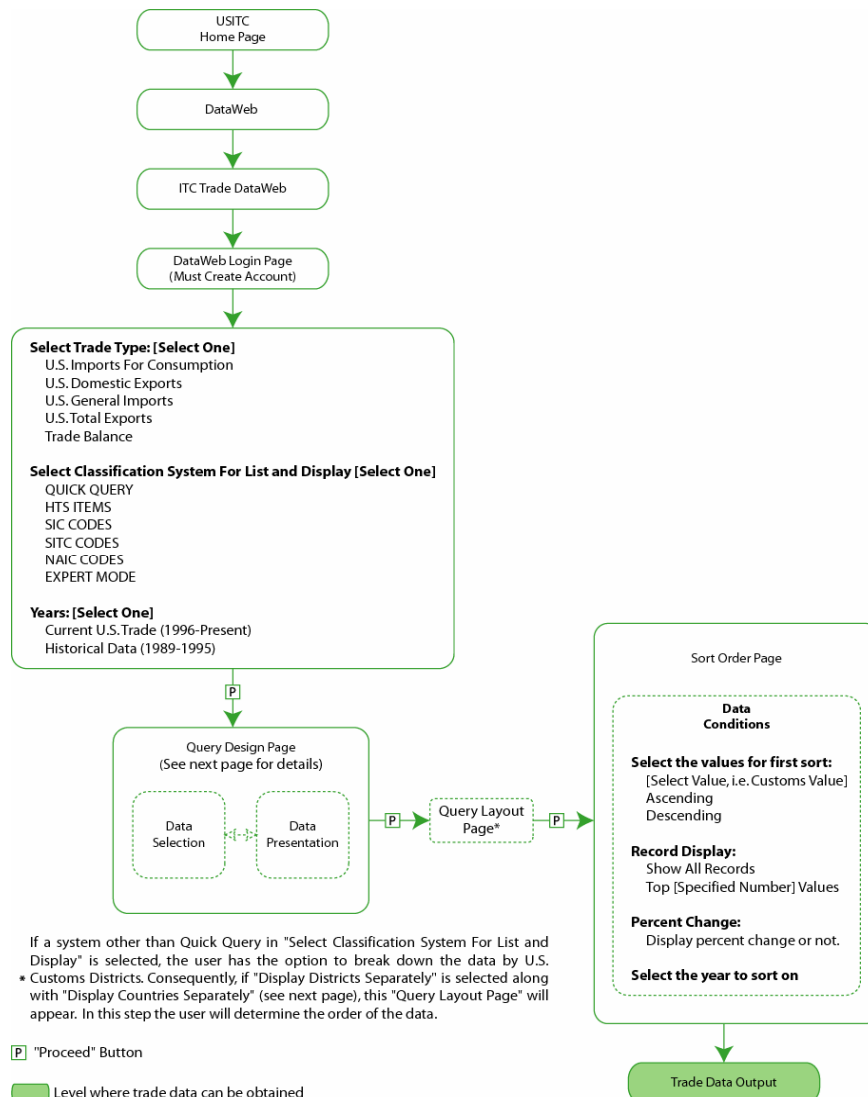 USITC
Home Page
DataWeb
ITC Trade DataWeb
DataWeb Login Page
(Must Create Account)
Select Trade Type: [Select One]
U.S. Imports For Consumption
U.S. Domestic Exports
U.S. General Imports
U.S. Total Exports
Trade Balance
Select Classification System For List and Display [Select One]
QUICK QUERY
HTS ITEMS
SIC CODES
SITC CODES
NAIC CODES
EXPERT MODE
Years: [Select One]
Current U.S. Trade (1996-Present)
Historical Data (1989-1995)
P
Query Design Page
(See next page for details)
Data
Selection
Data
Presentation
P
Query Layout
Page*
P
Sort Order Page
Data
Conditions
Select the values for first sort:
[Select Value, i.e. Customs Value]
Ascending
Descending
Record Display:
Show All Records
Top [Specified Number] Values
Percent Change:
Display percent change or not.
Select the year to sort on
Trade Data Output
If a system other than Quick Query in "Select Classification System For List and
Display" is selected, the user has the option to break down the data by U.S.
* Customs Districts. Consequently, if "Display Districts Separately" is selected along
with "Display Countries Separately" (see next page), this "Query Layout Page" will
appear. In this step the user will determine the order of the data.
P "Proceed" Button
Level where trade data can be obtained